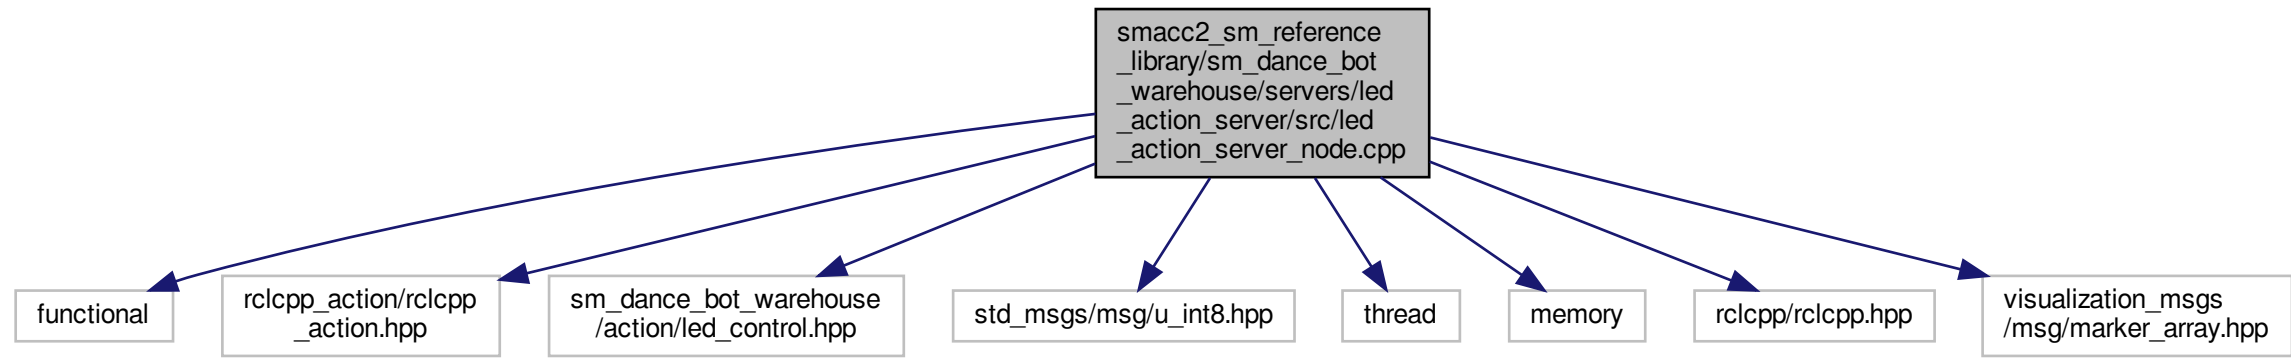 smacc2_sm_reference
_library/sm_dance_bot
_warehouse/servers/led
_action_server/src/led
_action_server_node.cpp
functional
rclcpp_action/rclcpp
_action.hpp
sm_dance_bot_warehouse
/action/led_control.hpp
std_msgs/msg/u_int8.hpp
thread
memory
rclcpp/rclcpp.hpp
visualization_msgs
/msg/marker_array.hpp